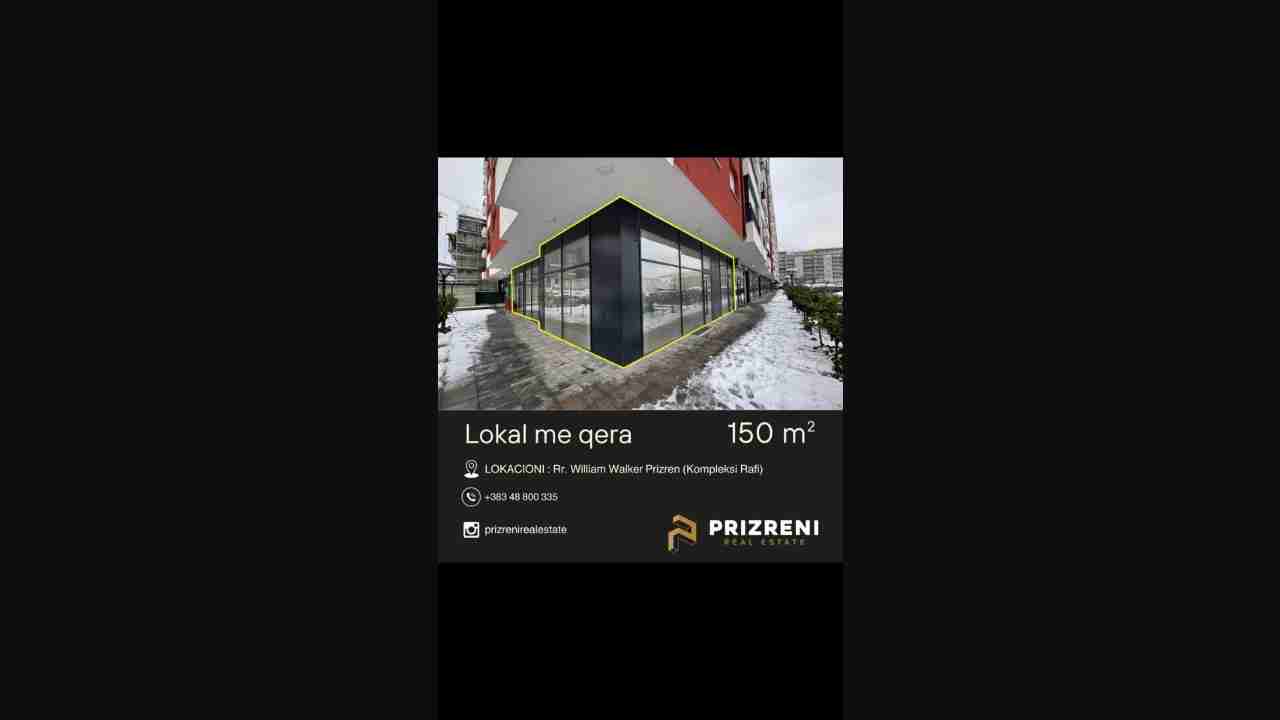 Lokal me qera
150 m²
LOKACIONI : Rr. William Walker Prizren (Kompleksi Rafi)
+383 48 800 335
prizrenirealestate
PRIZRENI
REAL ESTATE